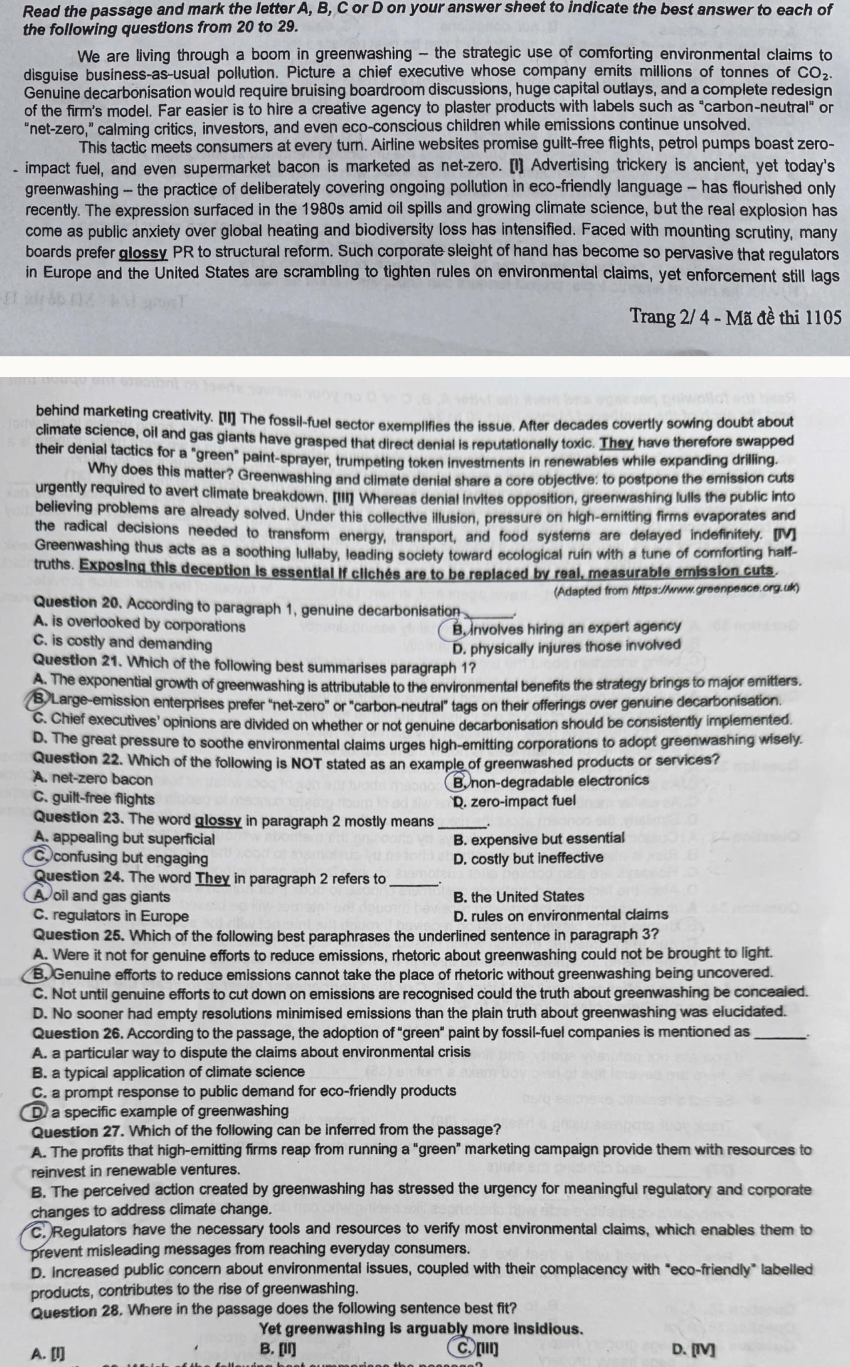 Read the passage and mark the letter A, B, C or D on your answer sheet to indicate the best answer to each of
the following questions from 20 to 29.
We are living through a boom in greenwashing – the strategic use of comforting environmental claims to
disguise business-as-usual pollution. Picture a chief executive whose company emits millions of tonnes of CO₂.
Genuine decarbonisation would require bruising boardroom discussions, huge capital outlays, and a complete redesign
of the firm's model. Far easier is to hire a creative agency to plaster products with labels such as "carbon-neutral" or
"net-zero," calming critics, investors, and even eco-conscious children while emissions continue unsolved.
This tactic meets consumers at every turn. Airline websites promise guilt-free flights, petrol pumps boast zero-
impact fuel, and even supermarket bacon is marketed as net-zero. [I] Advertising trickery is ancient, yet today's
greenwashing – the practice of deliberately covering ongoing pollution in eco-friendly language – has flourished only
recently. The expression surfaced in the 1980s amid oil spills and growing climate science, but the real explosion has
come as public anxiety over global heating and biodiversity loss has intensified. Faced with mounting scrutiny, many
boards prefer glossy PR to structural reform. Such corporate sleight of hand has become so pervasive that regulators
in Europe and the United States are scrambling to tighten rules on environmental claims, yet enforcement still lags
Trang 2/ 4 - Mã đề thi 1105
behind marketing creativity. [II] The fossil-fuel sector exemplifies the issue. After decades covertly sowing doubt about
climate science, oil and gas giants have grasped that direct denial is reputationally toxic. They have therefore swapped
their denial tactics for a "green" paint-sprayer, trumpeting token investments in renewables while expanding drilling.
Why does this matter? Greenwashing and climate denial share a core objective: to postpone the emission cuts
urgently required to avert climate breakdown. [III] Whereas denial invites opposition, greenwashing lulls the public into
believing problems are already solved. Under this collective illusion, pressure on high-emitting firms evaporates and
the radical decisions needed to transform energy, transport, and food systems are delayed indefinitely. [IV]
Greenwashing thus acts as a soothing lullaby, leading society toward ecological ruin with a tune of comforting half-
truths. Exposing this deception is essential if clichés are to be replaced by real, measurable emission cuts.
(Adapted from https://www.greenpeace.org.uk)
Question 20. According to paragraph 1, genuine decarbonisation ______.
A. is overlooked by corporations B. involves hiring an expert agency
C. is costly and demanding D. physically injures those involved
Question 21. Which of the following best summarises paragraph 1?
A. The exponential growth of greenwashing is attributable to the environmental benefits the strategy brings to major emitters.
B. Large-emission enterprises prefer "net-zero" or "carbon-neutral" tags on their offerings over genuine decarbonisation.
C. Chief executives' opinions are divided on whether or not genuine decarbonisation should be consistently implemented.
D. The great pressure to soothe environmental claims urges high-emitting corporations to adopt greenwashing wisely.
Question 22. Which of the following is NOT stated as an example of greenwashed products or services?
A. net-zero bacon B. non-degradable electronics
C. guilt-free flights D. zero-impact fuel
Question 23. The word glossy in paragraph 2 mostly means ______.
A. appealing but superficial B. expensive but essential
C. confusing but engaging D. costly but ineffective
Question 24. The word They in paragraph 2 refers to ______.
A. oil and gas giants B. the United States
C. regulators in Europe D. rules on environmental claims
Question 25. Which of the following best paraphrases the underlined sentence in paragraph 3?
A. Were it not for genuine efforts to reduce emissions, rhetoric about greenwashing could not be brought to light.
B. Genuine efforts to reduce emissions cannot take the place of rhetoric without greenwashing being uncovered.
C. Not until genuine efforts to cut down on emissions are recognised could the truth about greenwashing be concealed.
D. No sooner had empty resolutions minimised emissions than the plain truth about greenwashing was elucidated.
Question 26. According to the passage, the adoption of "green" paint by fossil-fuel companies is mentioned as ______.
A. a particular way to dispute the claims about environmental crisis
B. a typical application of climate science
C. a prompt response to public demand for eco-friendly products
D. a specific example of greenwashing
Question 27. Which of the following can be inferred from the passage?
A. The profits that high-emitting firms reap from running a "green" marketing campaign provide them with resources to
reinvest in renewable ventures.
B. The perceived action created by greenwashing has stressed the urgency for meaningful regulatory and corporate
changes to address climate change.
C. Regulators have the necessary tools and resources to verify most environmental claims, which enables them to
prevent misleading messages from reaching everyday consumers.
D. Increased public concern about environmental issues, coupled with their complacency with "eco-friendly" labelled
products, contributes to the rise of greenwashing.
Question 28. Where in the passage does the following sentence best fit?
Yet greenwashing is arguably more insidious.
A. [I] B. [II] C. [III] D. [IV]